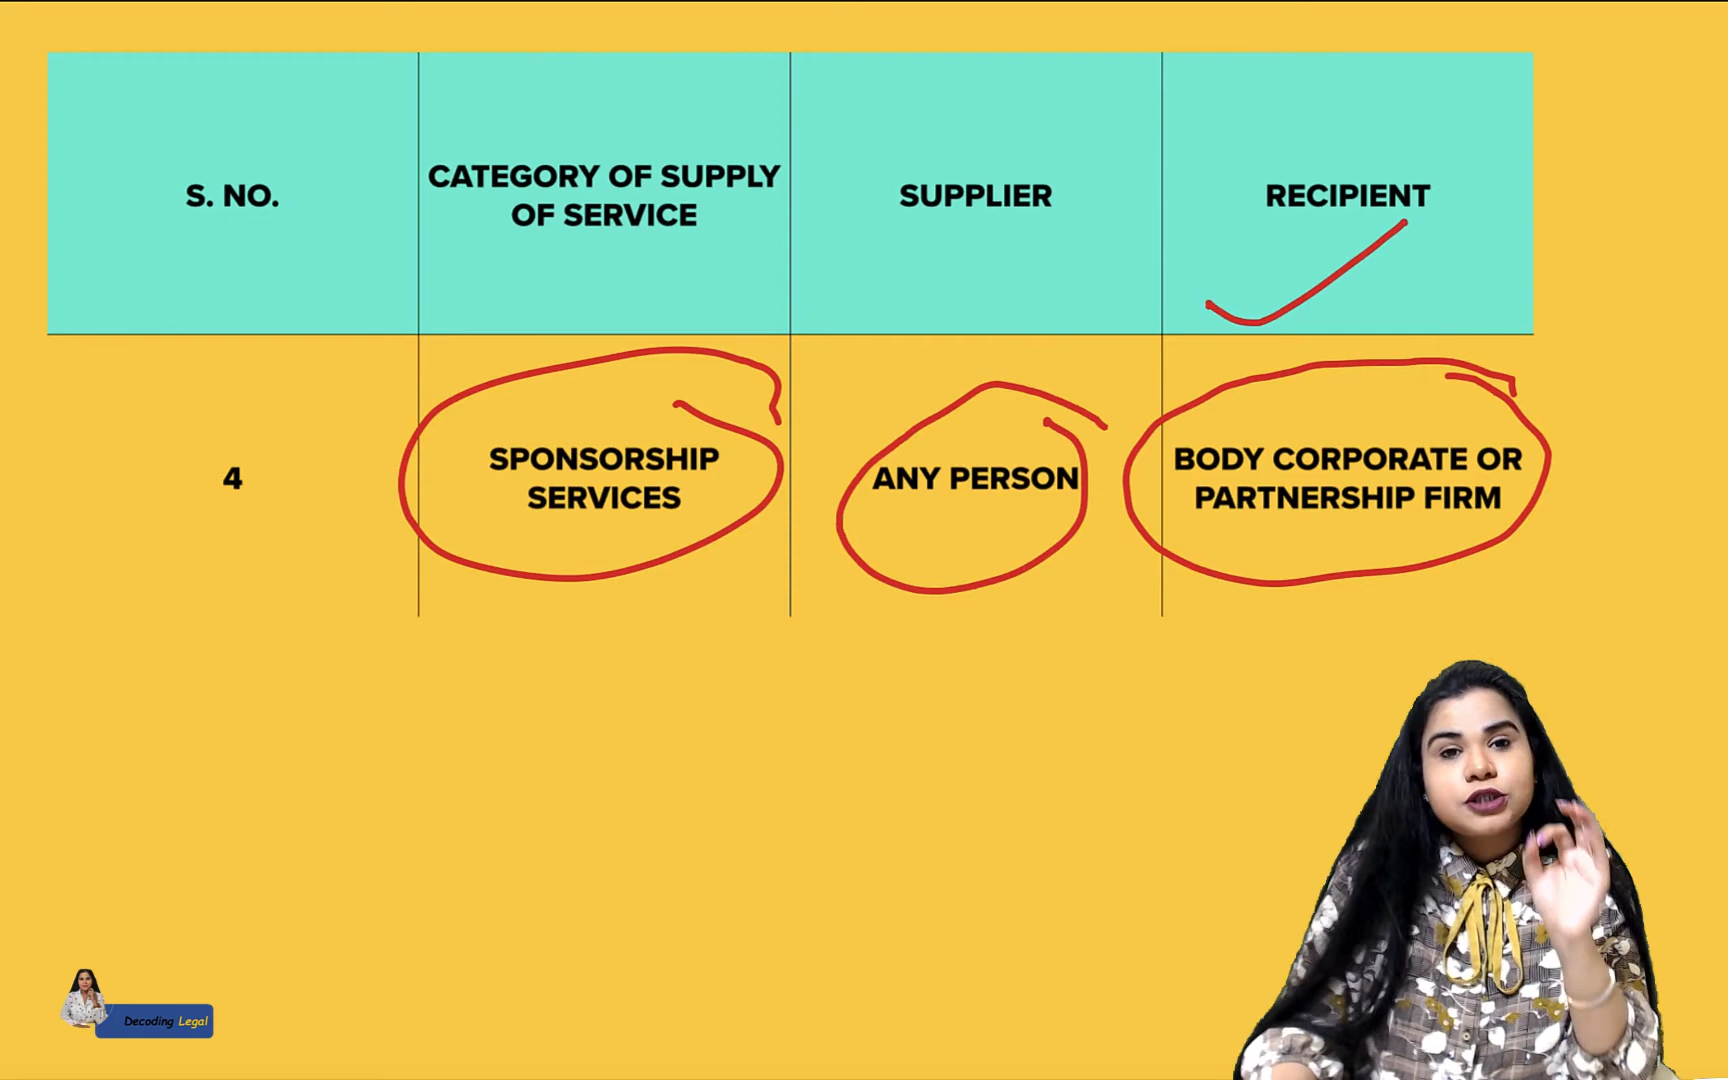 S. NO.
CATEGORY OF SUPPLY
OF SERVICE
SUPPLIER
RECIPIENT
4
SPONSORSHIP
SERVICES
ANY PERSON
BODY CORPORATE OR
PARTNERSHIP FIRM
Decoding Legal